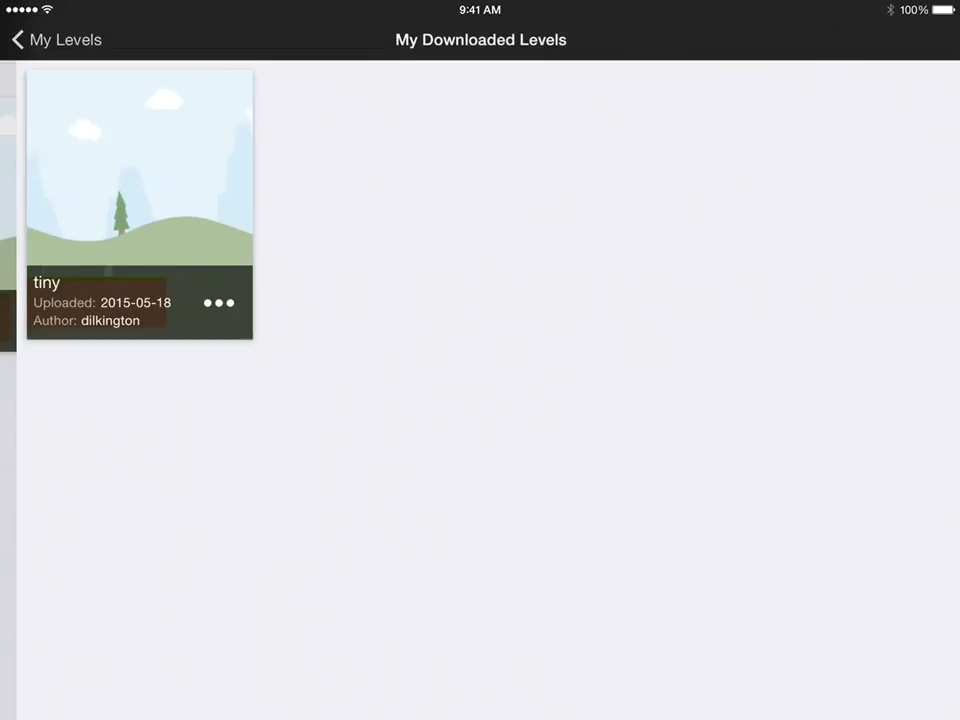 9:41 AM
100%
My Levels
My Downloaded Levels
tiny
Uploaded: 2015-05-18
Author: dilkington